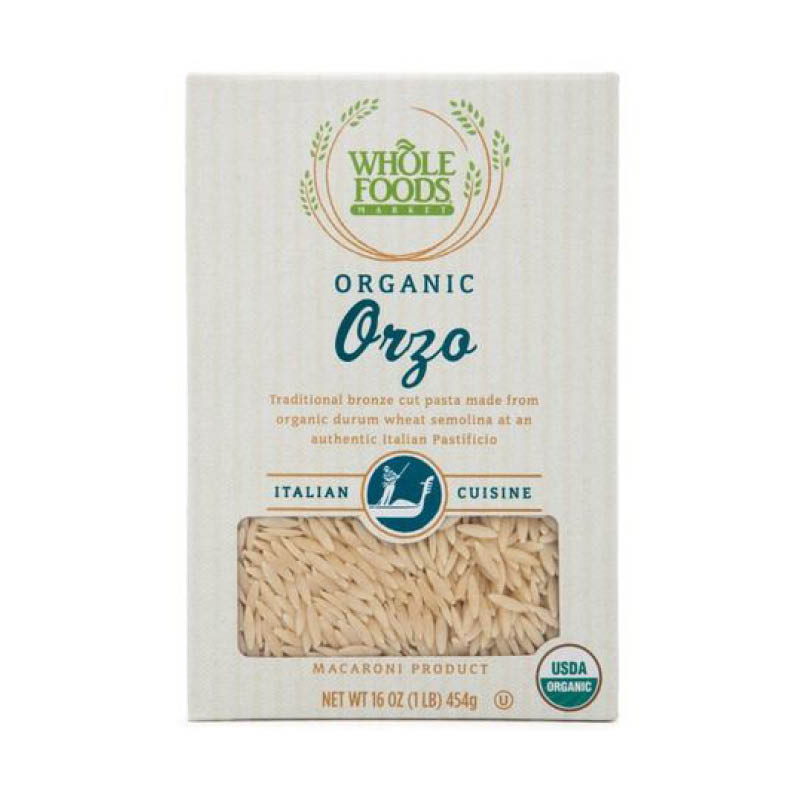 WHOLE
FOODS
MARKET
ORGANIC
Orzo
Traditional bronze cut pasta made from
organic durum wheat semolina at an
authentic Italian Pastificio
ITALIAN CUISINE
MACARONI PRODUCT
NET WT 16 OZ (1 LB) 454g U
USDA
ORGANIC